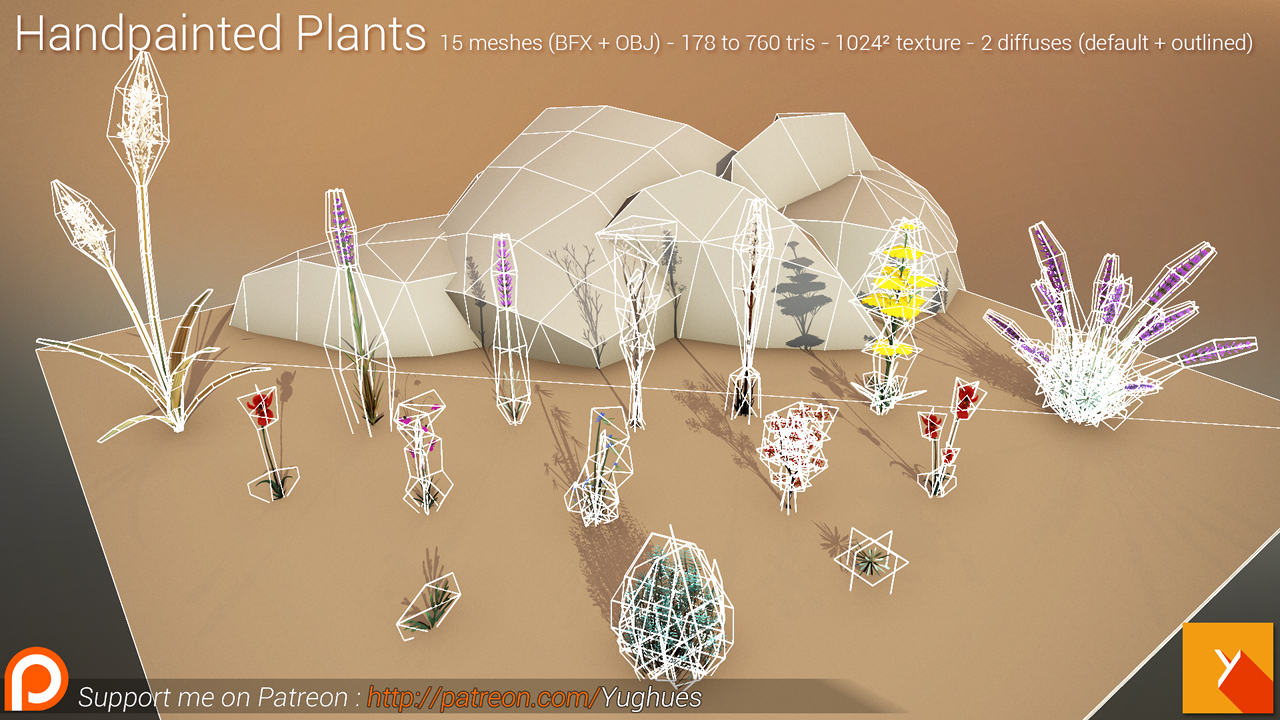 Handpainted Plants 15 meshes (BFX + OBJ) - 178 to 760 tris - 1024² texture - 2 diffuses (default + outlined)
Support me on Patreon : http://patreon.com/Yughues
Y